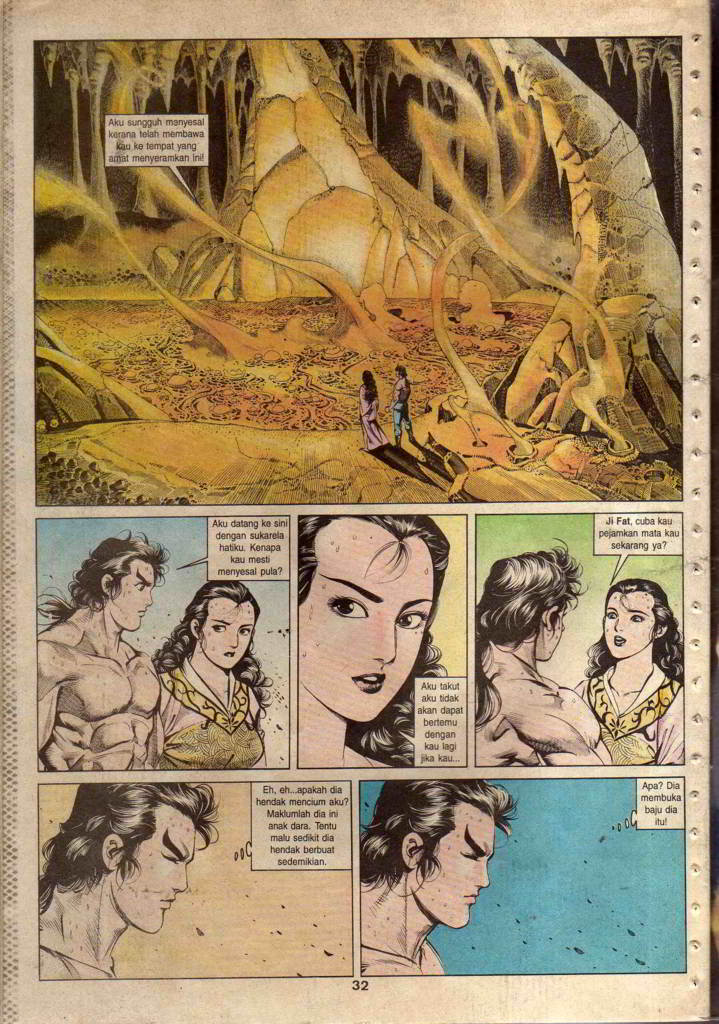 Aku sungguh menyesal
kerana telah membawa
kau ke tempat yang
amat menyeramkan ini!
Aku datang ke sini
dengan sukarela
hatiku. Kenapa
kau mesti
menyesal pula?
Aku takut
aku tidak
akan dapat
bertemu
dengan
kau lagi
jika kau...
Ji Fat, cuba kau
pejamkan mata kau
sekarang ya?
Eh, eh...apakah dia
hendak mencium aku?
Maklumlah dia ini
anak dara. Tentu
malu sedikit dia
hendak berbuat
sedemikian.
Apa? Dia
membuka
baju dia
itu!
32